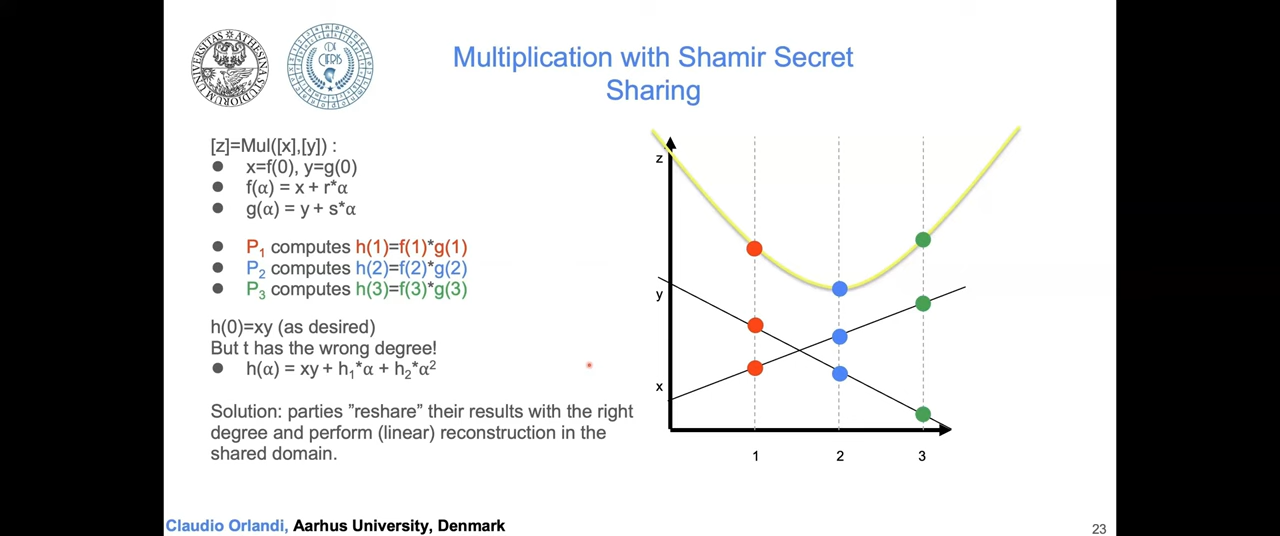 Multiplication with Shamir Secret
Sharing
[z]=Mul([x],[y]) :
● x=f(0), y=g(0)
● f(α) = x + r*α
● g(α) = y + s*α
● P₁ computes h(1)=f(1)*g(1)
● P₂ computes h(2)=f(2)*g(2)
● P₃ computes h(3)=f(3)*g(3)
h(0)=xy (as desired)
But t has the wrong degree!
● h(α) = xy + h₁*α + h₂*α²
Solution: parties ”reshare” their results with the right
degree and perform (linear) reconstruction in the
shared domain.
z
y
x
1 2 3
Claudio Orlandi, Aarhus University, Denmark
23